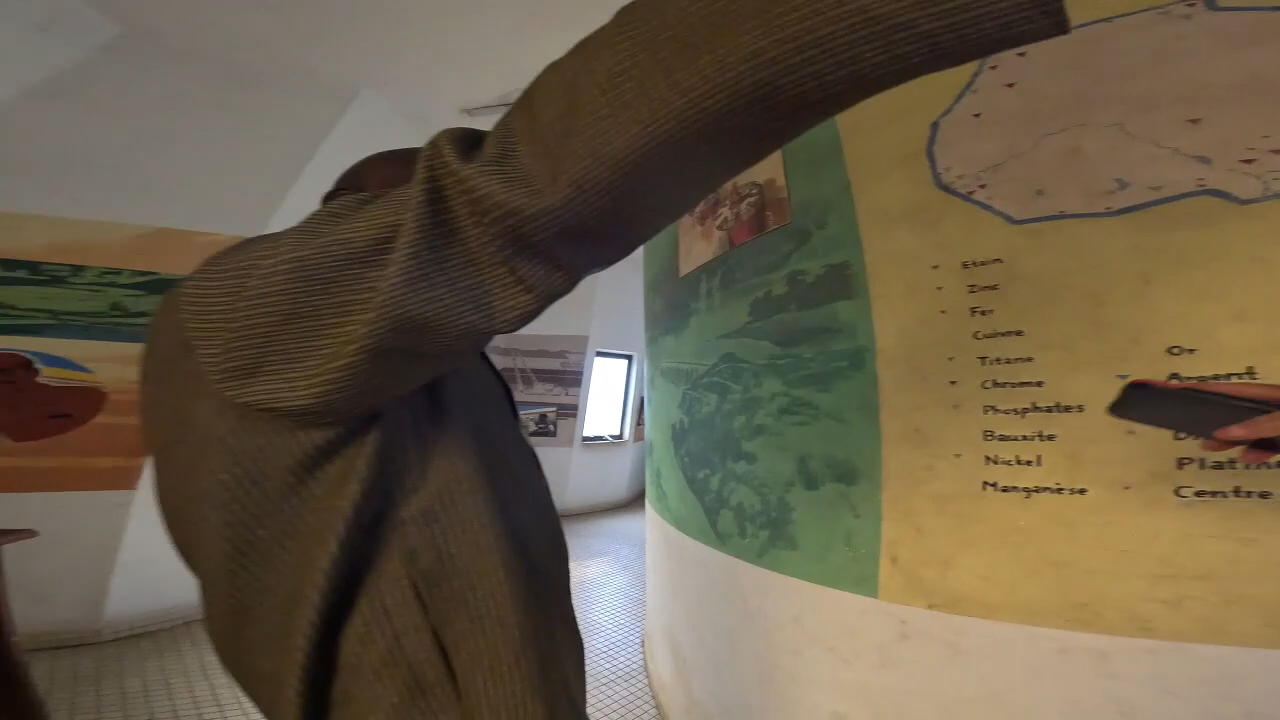 Etain
Zinc
Fer
Cuivre
Titane
Chrome
Phosphates
Bauxite
Nickel
Manganèse
Or
Argent
Centre